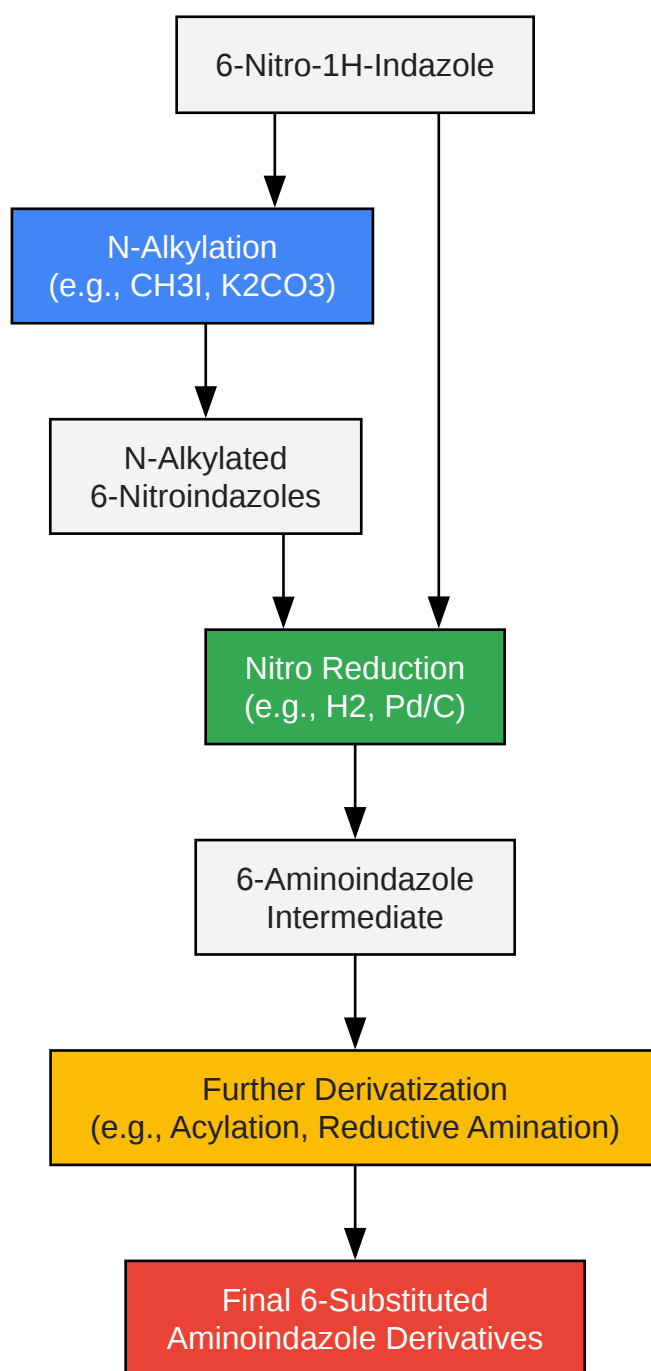 6-Nitro-1H-Indazole
N-Alkylation
(e.g., CH3I, K2CO3)
N-Alkylated
6-Nitroindazoles
Nitro Reduction
(e.g., H2, Pd/C)
6-Aminoindazole
Intermediate
Further Derivatization
(e.g., Acylation, Reductive Amination)
Final 6-Substituted
Aminoindazole Derivatives